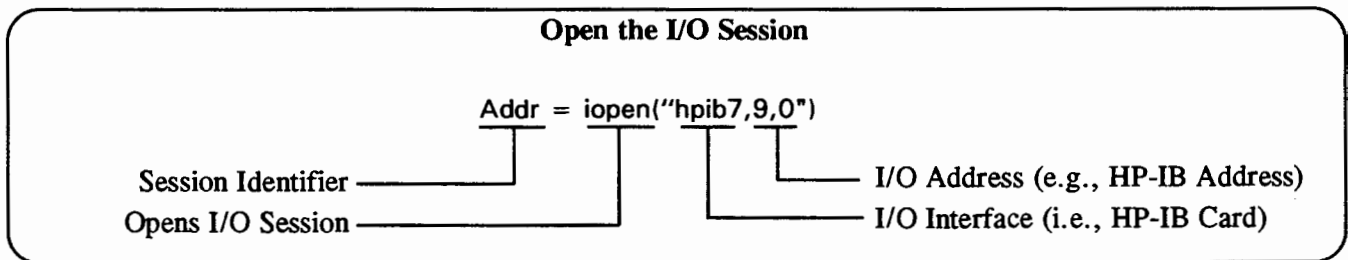 Open the I/O Session
Addr = iopen("hpib7,9,0")
Session Identifier
I/O Address (e.g., HP-IB Address)
Opens I/O Session
I/O Interface (i.e., HP-IB Card)